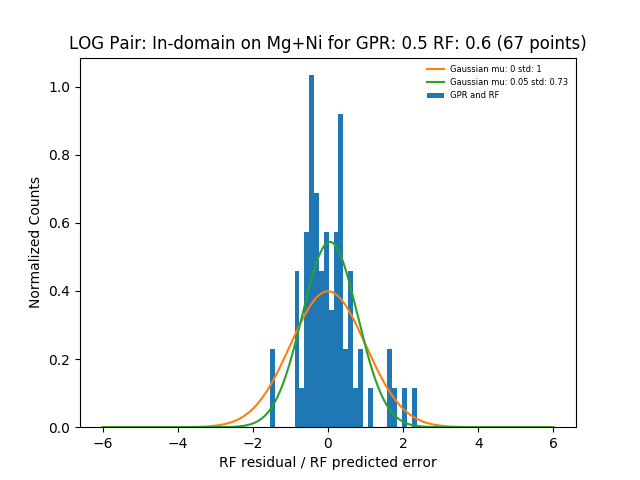 LOG Pair: In-domain on Mg+Ni for GPR: 0.5 RF: 0.6 (67 points)
Gaussian mu: 0 std: 1
Gaussian mu: 0.05 std: 0.73
GPR and RF
Normalized Counts
1.0
0.8
0.6
0.4
0.2
0.0
−6 −4 −2 0 2 4 6
RF residual / RF predicted error